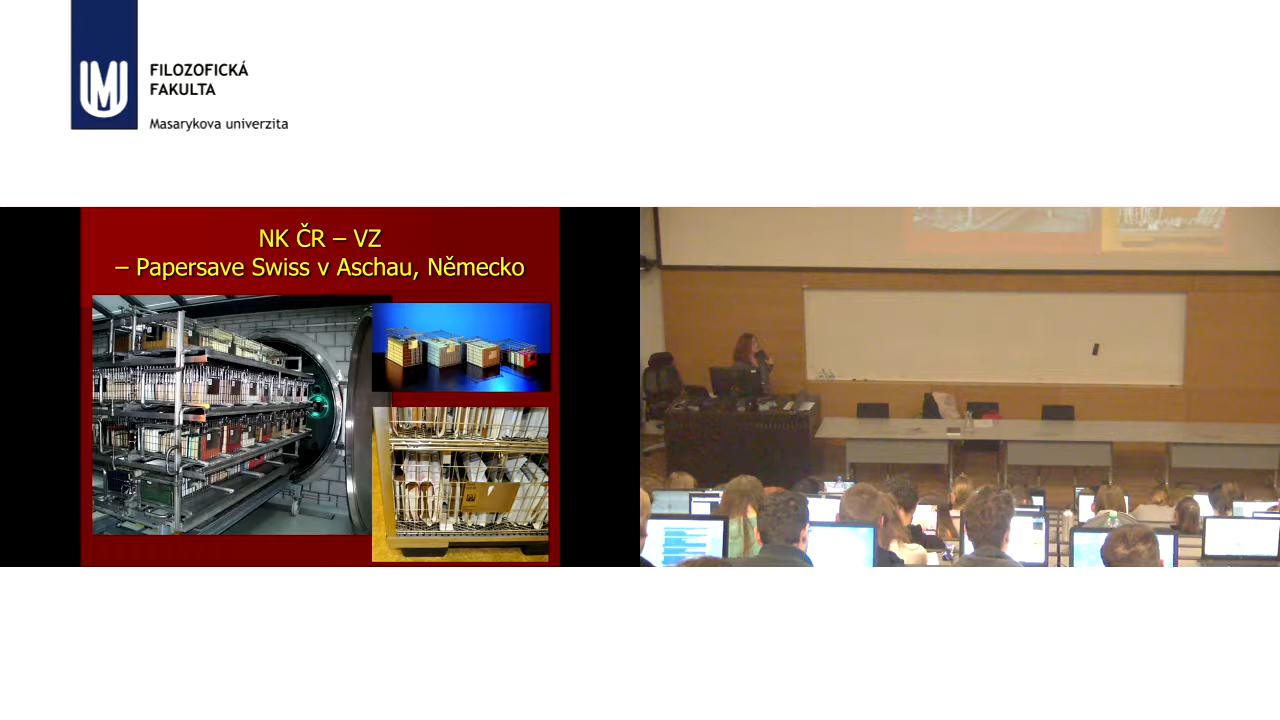 FILOZOFICKÁ
FAKULTA
Masarykova univerzita
NK ČR – VZ
– Papersave Swiss v Aschau, Německo